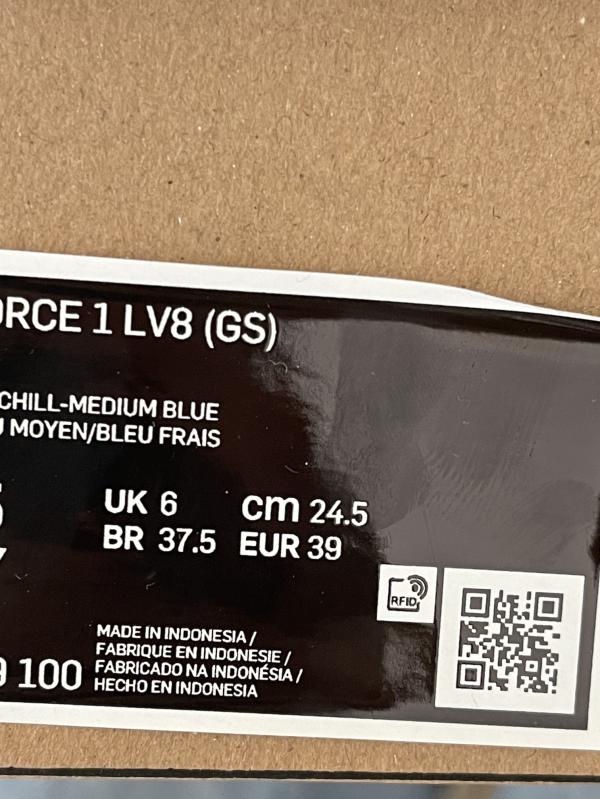 ORCE 1 LV8 (GS)
CHILL-MEDIUM BLUE
MOYEN/BLEU FRAIS
UK 6 cm 24.5
BR 37.5 EUR 39
RFID
MADE IN INDONESIA /
FABRIQUE EN INDONESIE /
FABRICADO NA INDONÉSIA /
HECHO EN INDONESIA
9 100